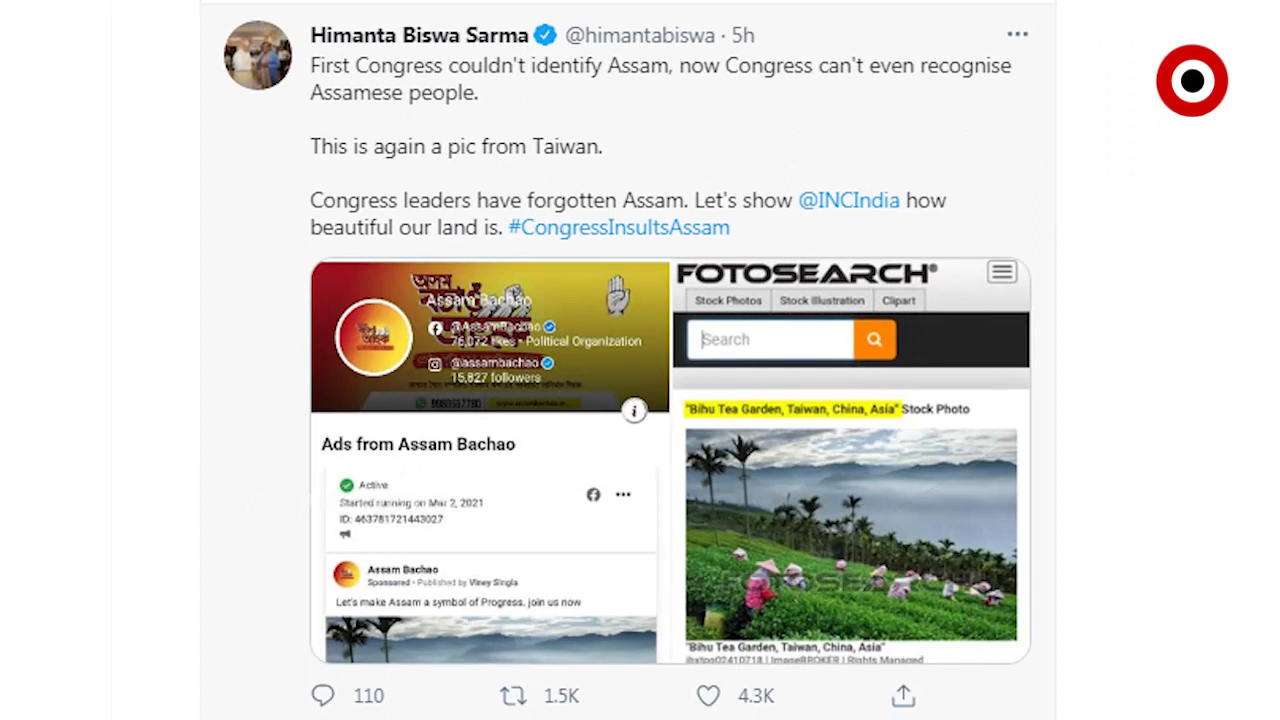 Himanta Biswa Sarma @himantabiswa · 5h
First Congress couldn't identify Assam, now Congress can't even recognise
Assamese people.
This is again a pic from Taiwan.
Congress leaders have forgotten Assam. Let's show @INCIndia how
beautiful our land is. #CongressInsultsAssam
অসম
Assam Bachao
@AssamBachao
76,072 likes • Political Organization
@assambachao
15,827 followers
Ads from Assam Bachao
Active
Started running on Mar 2, 2021
ID: 463781721443027
Assam Bachao
Sponsored • Published by Viney Singla
Let's make Assam a symbol of Progress. join us now
FOTOSEARCH®
Stock Photos Stock Illustration Clipart
Search
"Bihu Tea Garden, Taiwan, China, Asia" Stock Photo
FOTOSEARCH
"Bihu Tea Garden, Taiwan, China, Asia"
ImageBROKER | Rights Managed
110 1.5K 4.3K